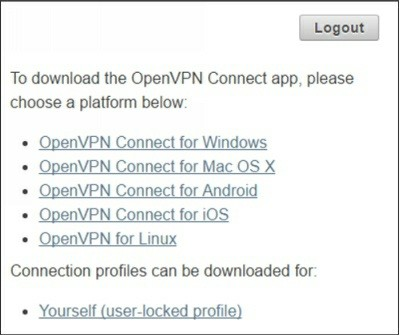 Logout
To download the OpenVPN Connect app, please
choose a platform below:
• OpenVPN Connect for Windows
• OpenVPN Connect for Mac OS X
• OpenVPN Connect for Android
• OpenVPN Connect for iOS
• OpenVPN for Linux
Connection profiles can be downloaded for:
• Yourself (user-locked profile)